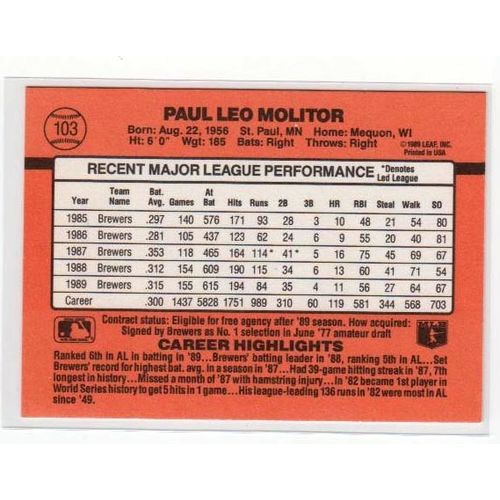 103
PAUL LEO MOLITOR
Born: Aug. 22, 1956 St. Paul, MN Home: Mequon, WI
Ht: 6´0˝ Wgt: 185 Bats: Right Throws: Right
©1989 LEAF, INC.
Printed in USA
RECENT MAJOR LEAGUE PERFORMANCE *Denotes Led League
Year Team Name Bat. Avg. Games At Bat Hits Runs 2B 3B HR RBI Steal Walk SO
1985 Brewers .297 140 576 171 93 28 3 10 48 21 54 80
1986 Brewers .281 105 437 123 62 24 6 9 55 20 40 81
1987 Brewers .353 118 465 164 114* 41* 5 16 75 45 69 67
1988 Brewers .312 154 609 190 115 34 6 13 60 41 71 54
1989 Brewers .315 155 615 194 84 35 4 11 56 27 64 67
Career .300 1437 5828 1751 989 310 60 119 581 344 568 703
Contract status: Eligible for free agency after '89 season. How acquired:
Signed by Brewers as No. 1 selection in June '77 amateur draft
CAREER HIGHLIGHTS
Ranked 6th in AL in batting in '89...Brewers' batting leader in '88, ranking 5th in AL...Set
Brewers' record for highest bat. avg. in a season in '87...Had 39-game hitting streak in '87, 7th
longest in history...Missed a month of '87 with hamstring injury...In '82 became 1st player in
World Series history to get 5 hits in 1 game...His league-leading 136 runs in '82 were most in AL
since '49.